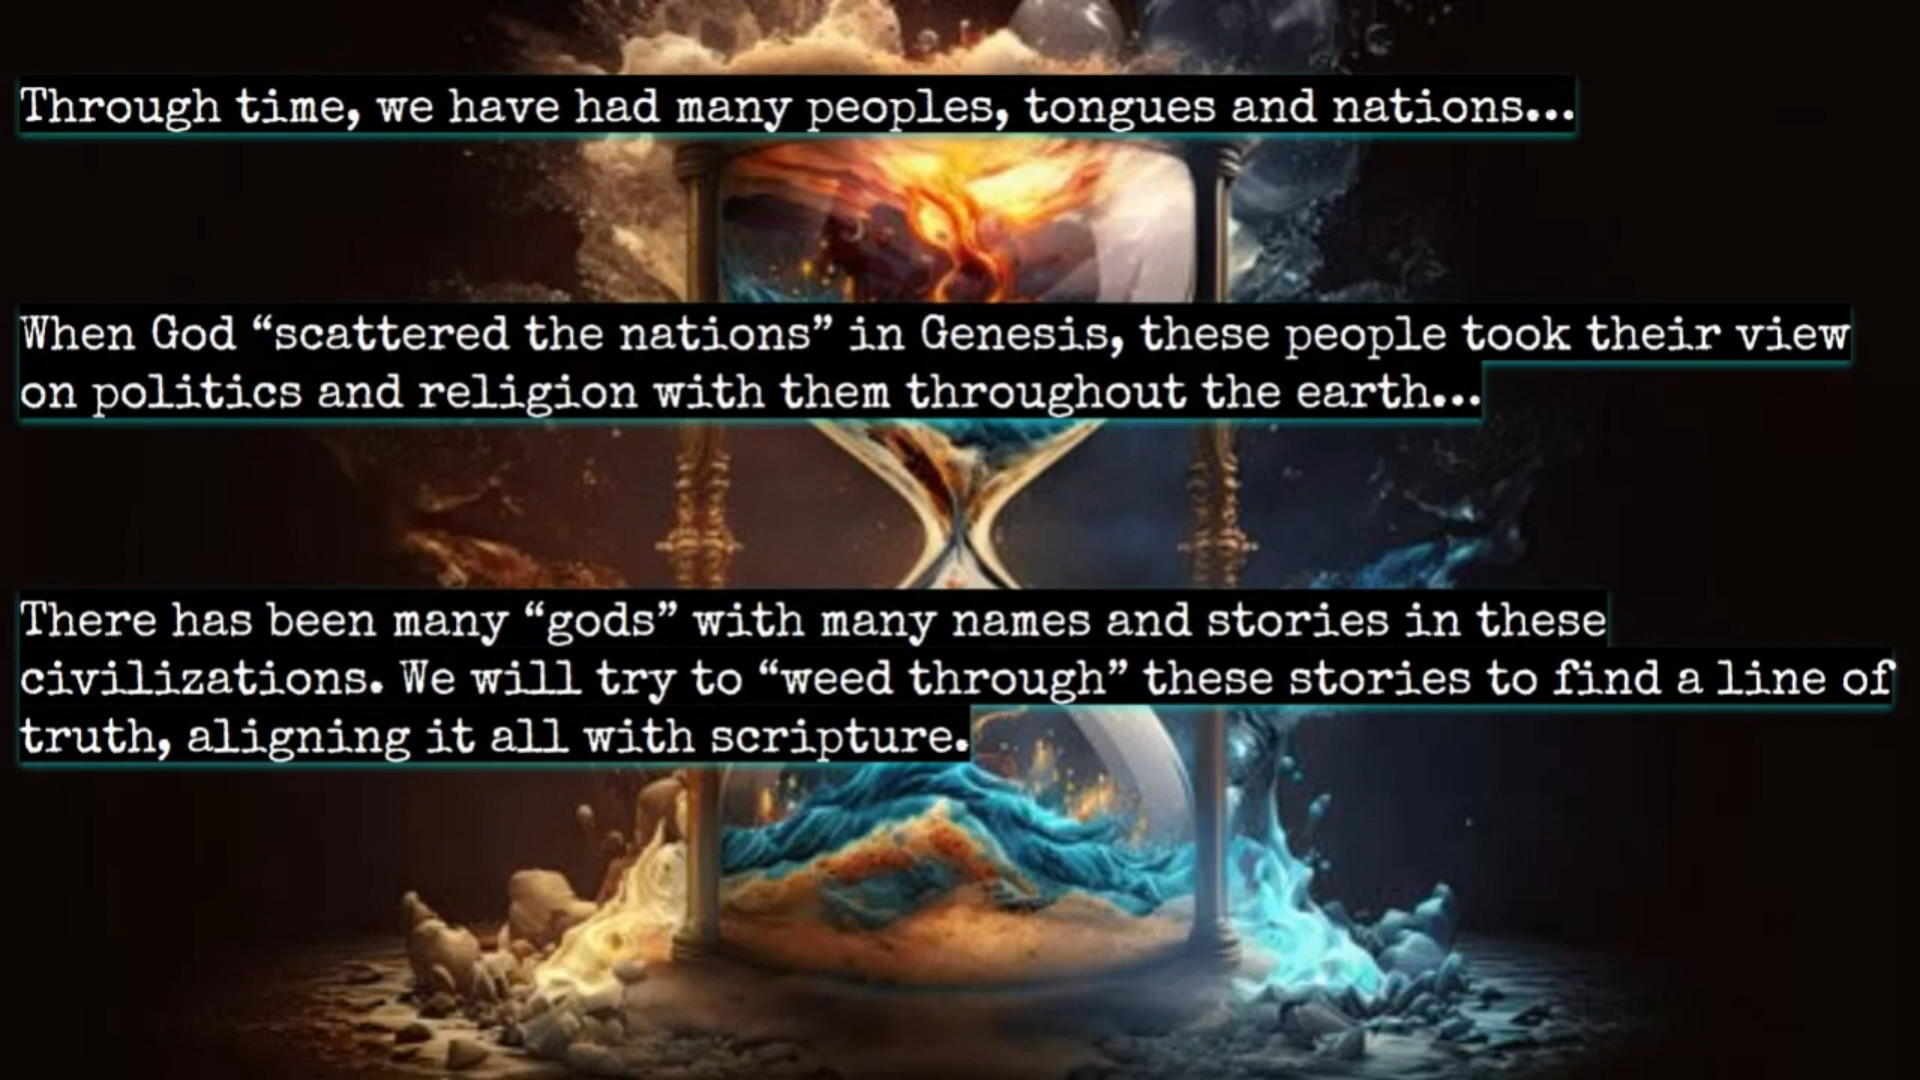 Through time, we have had many peoples, tongues and nations...
When God “scattered the nations” in Genesis, these people took their view
on politics and religion with them throughout the earth...
There has been many “gods” with many names and stories in these
civilizations. We will try to “weed through” these stories to find a line of
truth, aligning it all with scripture.